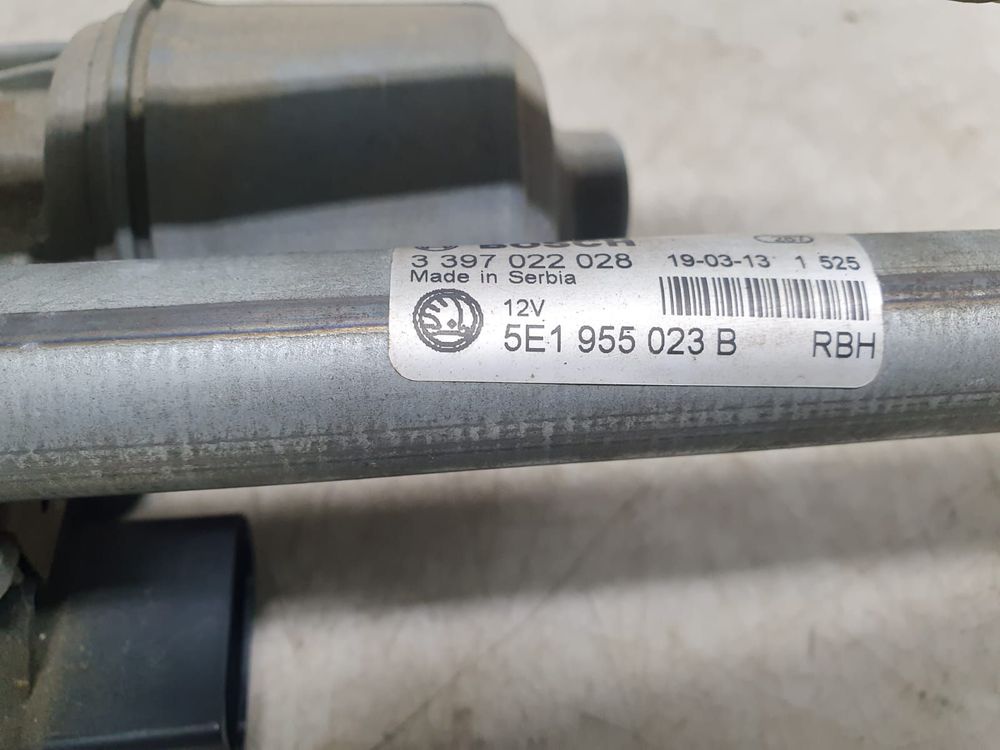 BOSCH
3 397 022 028 19-03-13 1 525
Made in Serbia
12V
5E1 955 023 B RBH